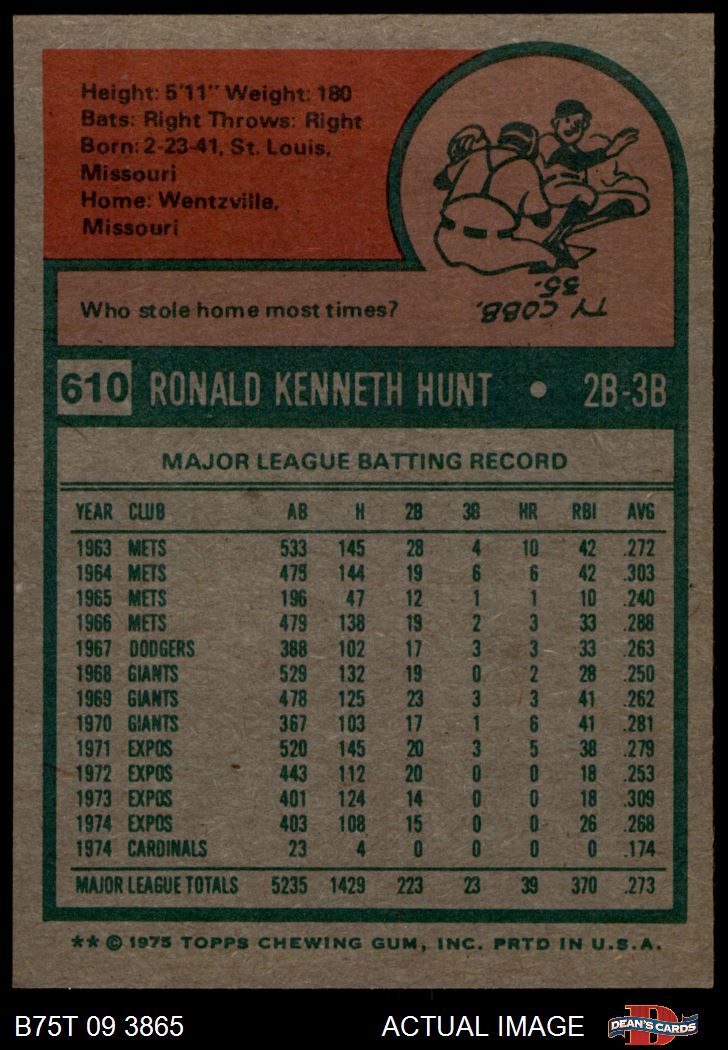 Height: 5'11" Weight: 180
Bats: Right Throws: Right
Born: 2-23-41, St. Louis,
Missouri
Home: Wentzville,
Missouri
Who stole home most times?
TY COBB,
35.
610 RONALD KENNETH HUNT • 2B-3B
MAJOR LEAGUE BATTING RECORD
YEAR CLUB AB H 2B 3B HR RBI AVG
1963 METS 533 145 28 4 10 42 .272
1964 METS 475 144 19 6 6 42 .303
1965 METS 196 47 12 1 1 10 .240
1966 METS 479 138 19 2 3 33 .288
1967 DODGERS 388 102 17 3 3 33 .263
1968 GIANTS 529 132 19 0 2 28 .250
1969 GIANTS 478 125 23 3 3 41 .262
1970 GIANTS 367 103 17 1 6 41 .281
1971 EXPOS 520 145 20 3 5 38 .279
1972 EXPOS 443 112 20 0 0 18 .253
1973 EXPOS 401 124 14 0 0 18 .309
1974 EXPOS 403 108 15 0 0 26 .268
1974 CARDINALS 23 4 0 0 0 0 .174
MAJOR LEAGUE TOTALS 5235 1429 223 23 39 370 .273
** © 1975 TOPPS CHEWING GUM, INC. PRTD IN U.S.A.
B75T 09 3865 ACTUAL IMAGE
D
DEAN'S CARDS